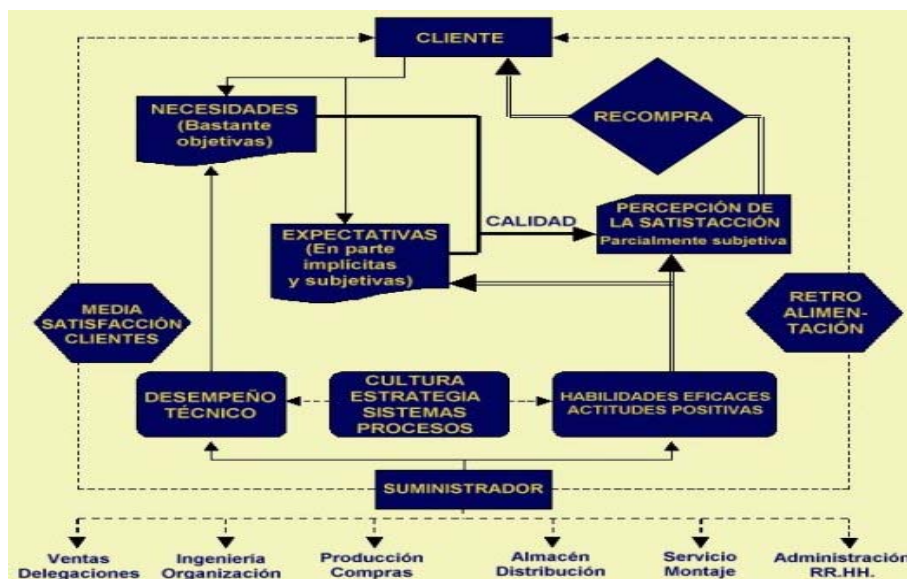 CLIENTE
NECESIDADES
(Bastante
objetivas)
RECOMPRA
EXPECTATIVAS
(En parte
implícitas
y subjetivas)
CALIDAD
PERCEPCIÓN DE
LA SATISTACCIÓN
Parcialmente subjetiva
MEDIA
SATISFACCIÓN
CLIENTES
RETRO
ALIMEN-
TACIÓN
DESEMPEÑO
TÉCNICO
CULTURA
ESTRATEGIA
SISTEMAS
PROCESOS
HABILIDADES EFICACES
ACTITUDES POSITIVAS
SUMINISTRADOR
Ventas
Delegaciones
Ingeniería
Organización
Producción
Compras
Almacén
Distribución
Servicio
Montaje
Administración
RR.HH.